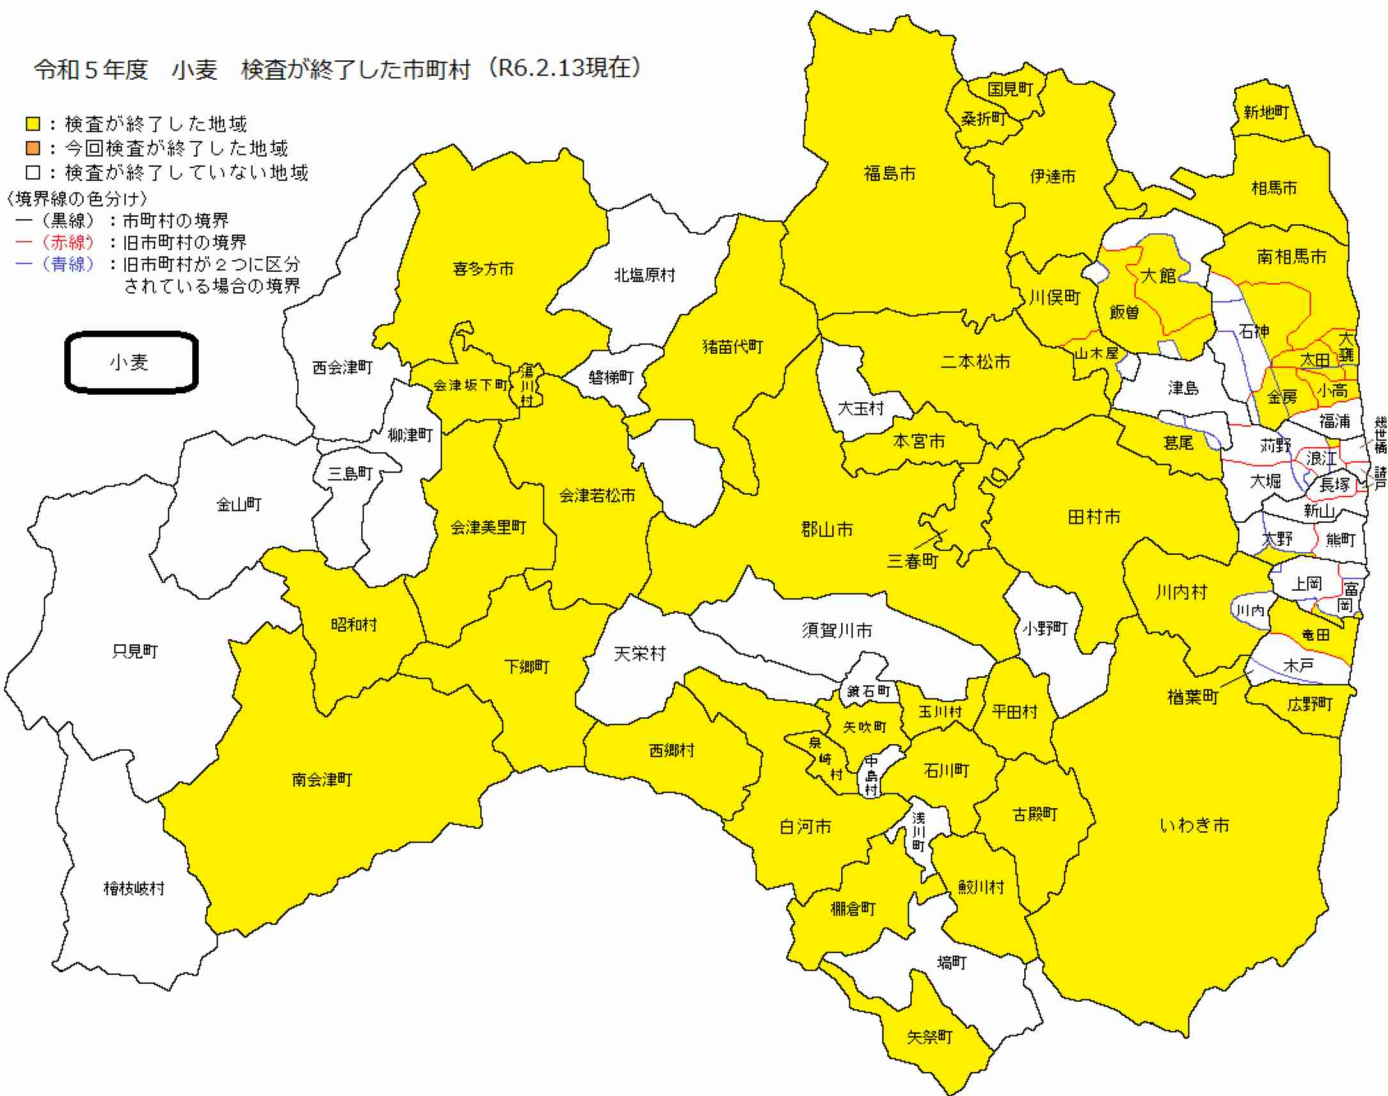 令和５年度　小麦　検査が終了した市町村（R6.2.13現在）
：検査が終了した地域
：今回検査が終了した地域
：検査が終了していない地域
〈境界線の色分け〉
―（黒線）：市町村の境界
―（赤線）：旧市町村の境界
―（青線）：旧市町村が２つに区分
されている場合の境界
小麦
国見町
桑折町
新地町
福島市
伊達市
相馬市
喜多方市
北塩原村
南相馬市
大館
川俣町
飯曽
石神
猪苗代町
大甕
西会津町
二本松市
山木屋
太田
会津坂下町
湯川村
磐梯町
津島
金房
小高
大玉村
福浦
柳津町
本宮市
葛尾
苅野
幾世橋
浪江
三島町
大堀
長塚
請戸
金山町
会津若松市
新山
会津美里町
郡山市
田村市
大野
熊町
三春町
上岡
富岡
川内村
川内
昭和村
須賀川市
小野町
竜田
只見町
下郷町
天栄村
木戸
鏡石町
楢葉町
広野町
玉川村
平田村
矢吹町
西郷村
泉崎村
中島村
石川町
南会津町
古殿町
白河市
浅川町
いわき市
檜枝岐村
鮫川村
棚倉町
塙町
矢祭町